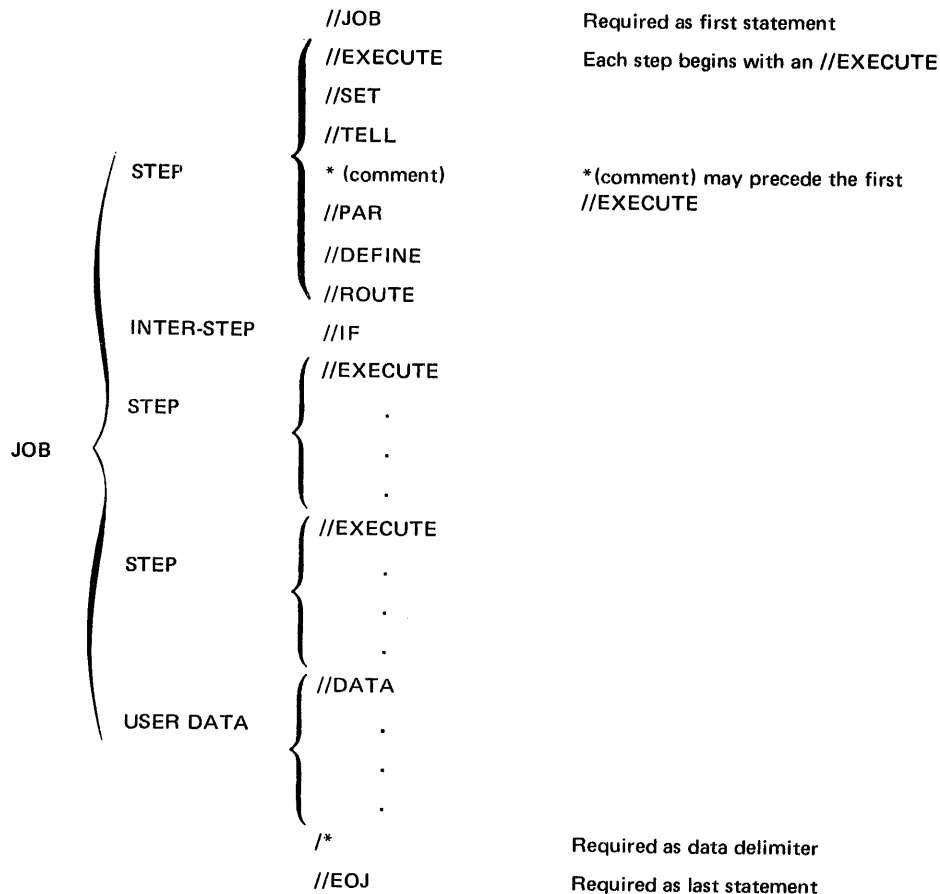 //JOB Required as first statement
//EXECUTE Each step begins with an //EXECUTE
//SET
//TELL
STEP * (comment) *(comment) may precede the first
//EXECUTE
//PAR
//DEFINE
//ROUTE
INTER-STEP //IF
//EXECUTE
STEP .
JOB .
.
//EXECUTE
STEP .
.
.
//DATA
USER DATA .
.
.
/* Required as data delimiter
//EOJ Required as last statement